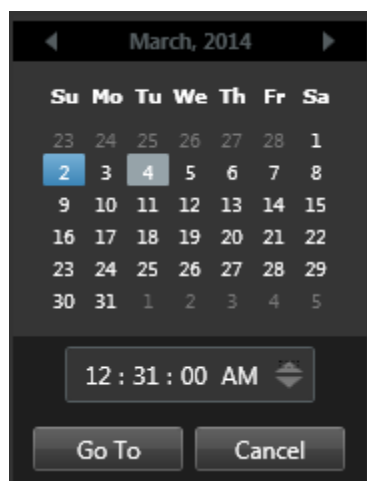 March, 2014
Su Mo Tu We Th Fr Sa
23 24 25 26 27 28 1
2 3 4 5 6 7 8
9 10 11 12 13 14 15
16 17 18 19 20 21 22
23 24 25 26 27 28 29
30 31 1 2 3 4 5
12 : 31 : 00 AM
Go To Cancel